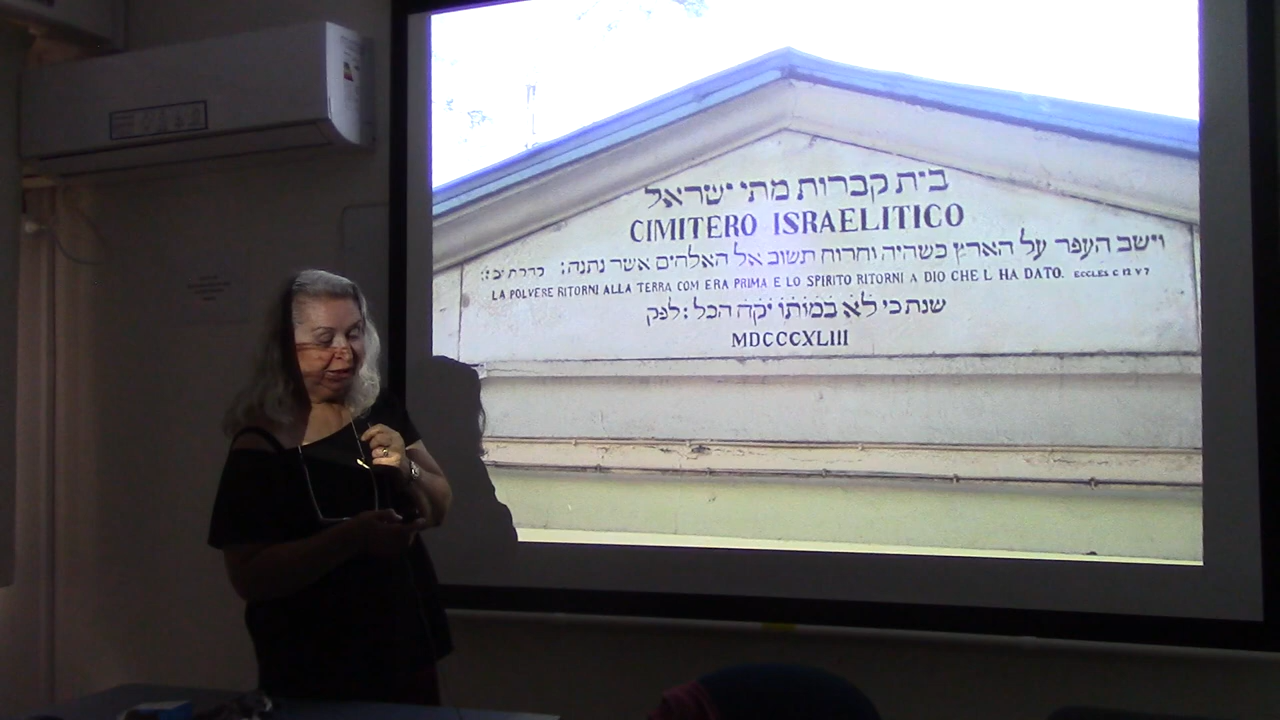 בית קברות מתי ישראל
CIMITERO ISRAELITICO
וישב העפר על הארץ כשהיה והרוח תשוב אל האלהים אשר נתנה:
LA POLVERE RITORNI ALLA TERRA COM ERA PRIMA E LO SPIRITO RITORNI A DIO CHE L HA DATO. ECCLES C 12 V 7
שנת כי לא במותו יקח הכל : לפק
MDCCCXLIII